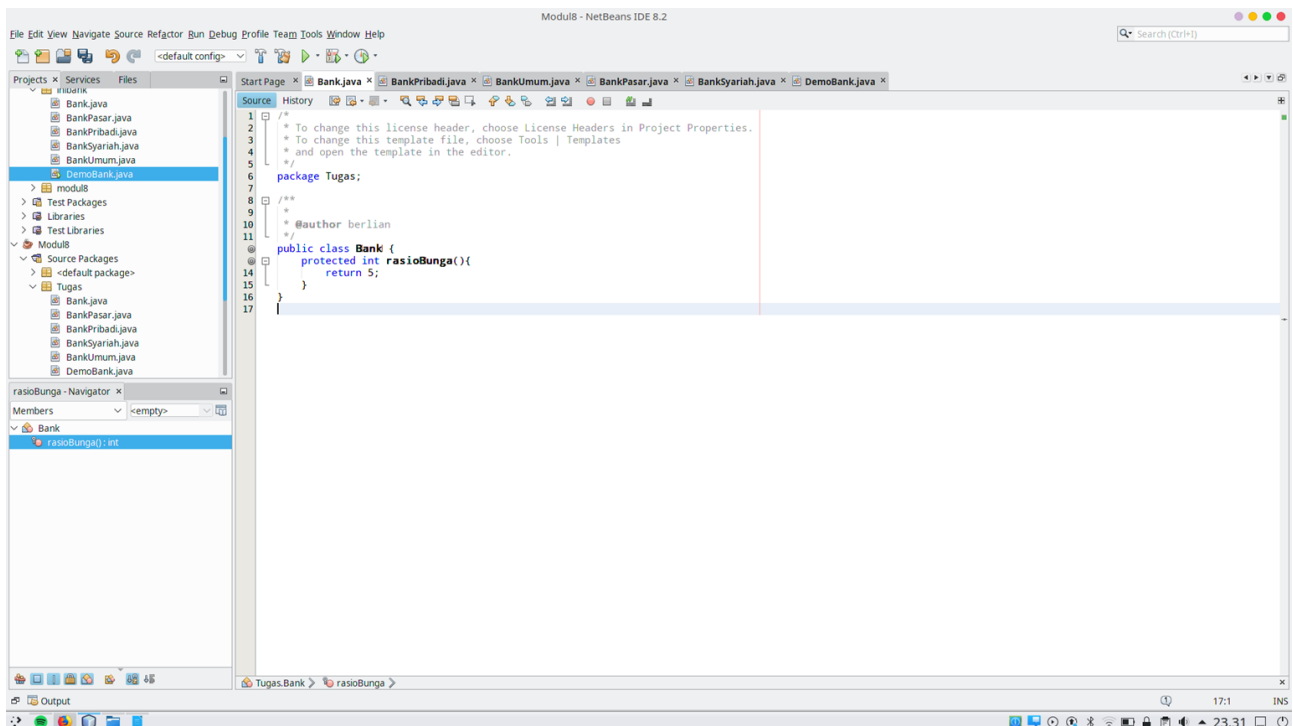 Modul8 - NetBeans IDE 8.2
File Edit View Navigate Source Refactor Run Debug Profile Team Tools Window Help
Search (Ctrl+I)
<default config>
Projects × Services Files
Start Page × Bank.java × BankPribadi.java × BankUmum.java × BankPasar.java × BankSyariah.java × DemoBank.java ×
Source History
inibank
Bank.java
BankPasar.java
BankPribadi.java
BankSyariah.java
BankUmum.java
DemoBank.java
modul8
Test Packages
Libraries
Test Libraries
Modul8
Source Packages
<default package>
Tugas
Bank.java
BankPasar.java
BankPribadi.java
BankSyariah.java
BankUmum.java
DemoBank.java
1 /*
2 * To change this license header, choose License Headers in Project Properties.
3 * To change this template file, choose Tools | Templates
4 * and open the template in the editor.
5 */
6 package Tugas;
7
8 /**
9 *
10 * @author berlian
11 */
public class Bank {
protected int rasioBunga(){
14 return 5;
15 }
16 }
17
rasioBunga - Navigator ×
Members <empty>
Bank
rasioBunga() : int
Tugas.Bank rasioBunga
Output
17:1 INS
23.31